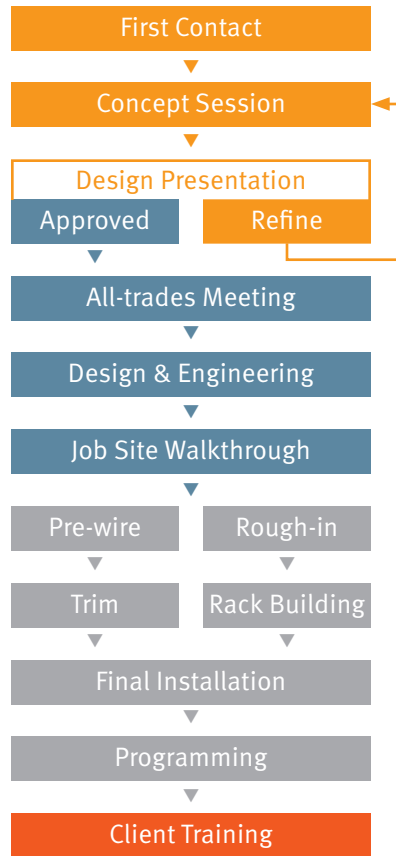 First Contact
Concept Session
Design Presentation
Approved
Refine
All-trades Meeting
Design & Engineering
Job Site Walkthrough
Pre-wire
Rough-in
Trim
Rack Building
Final Installation
Programming
Client Training